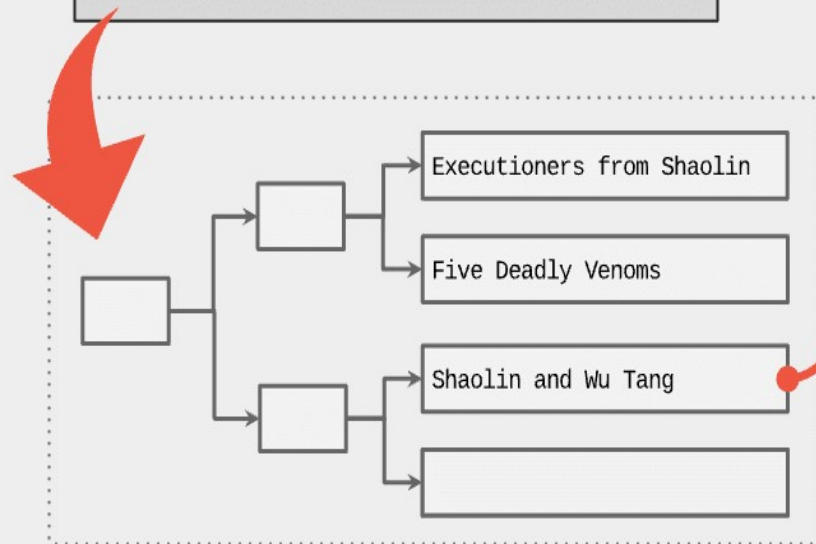 Executioners from Shaolin
Five Deadly Venoms
Shaolin and Wu Tang